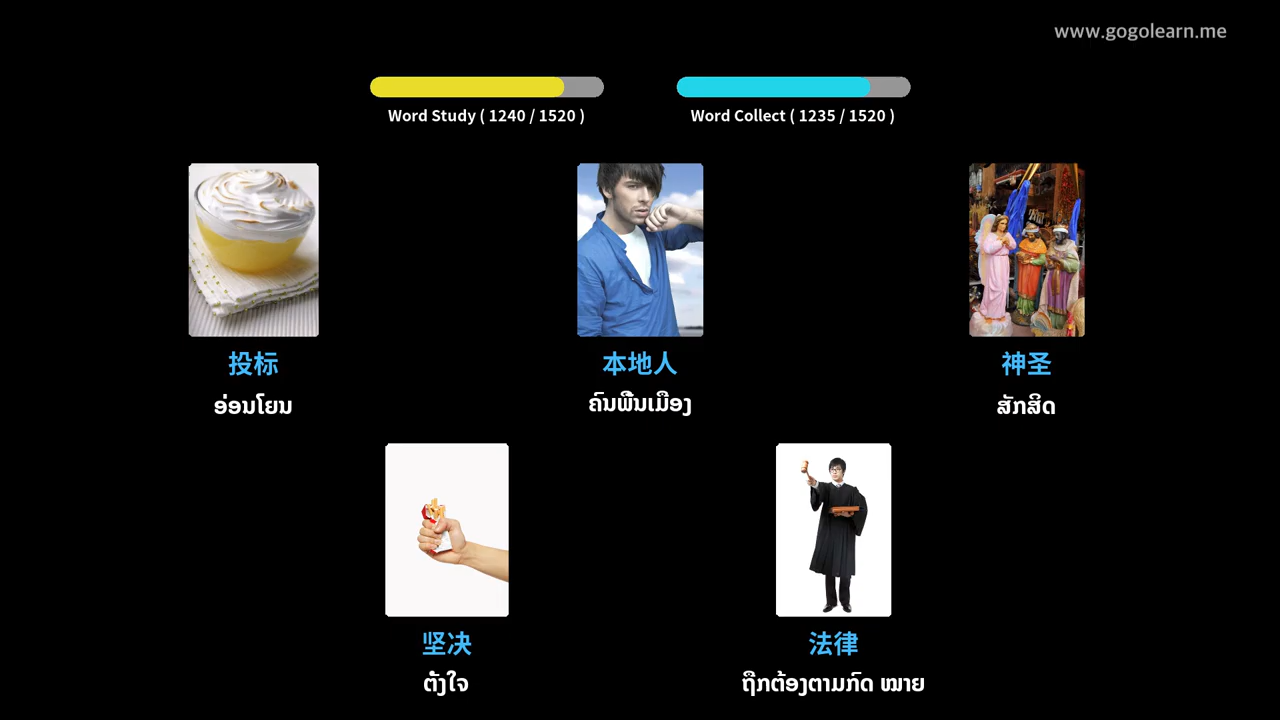 www.gogolearn.me
Word Study ( 1240 / 1520 )
Word Collect ( 1235 / 1520 )
投标
本地人
神圣
ອ່ອນໂຍນ
ຄົນພື້ນເມືອງ
ສັກສິດ
坚决
法律
ຕັ້ງໃຈ
ຖືກຕ້ອງຕາມກົດ ໝາຍ